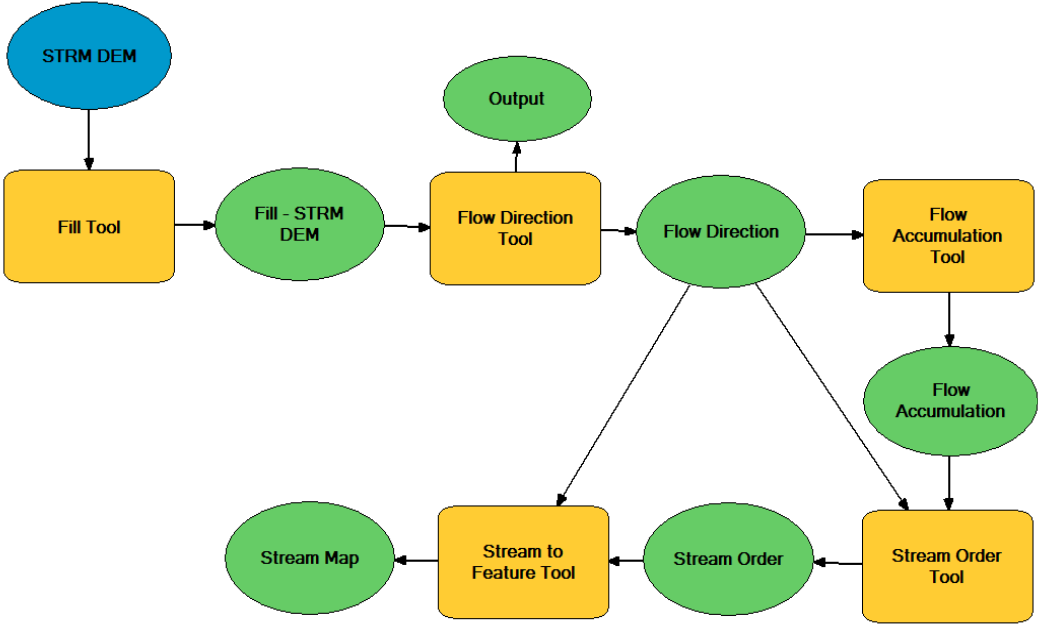 STRM DEM
Output
Fill Tool
Fill - STRM
DEM
Flow Direction
Tool
Flow Direction
Flow
Accumulation
Tool
Flow
Accumulation
Stream Map
Stream to
Feature Tool
Stream Order
Stream Order
Tool